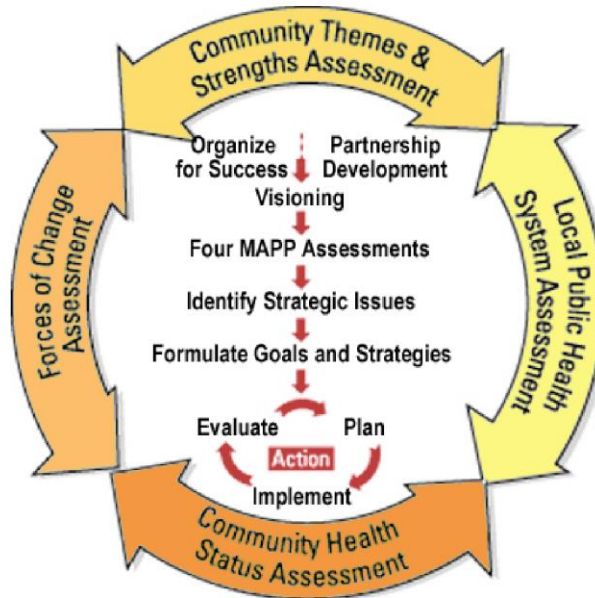 Community Themes &
Strengths Assessment
Organize
for Success
Partnership
Development
Visioning
Four MAPP Assessments
Identify Strategic Issues
Formulate Goals and Strategies
Evaluate
Plan
Action
Implement
Forces of Change
Assessment
Local Public Health
System Assessment
Community Health
Status Assessment